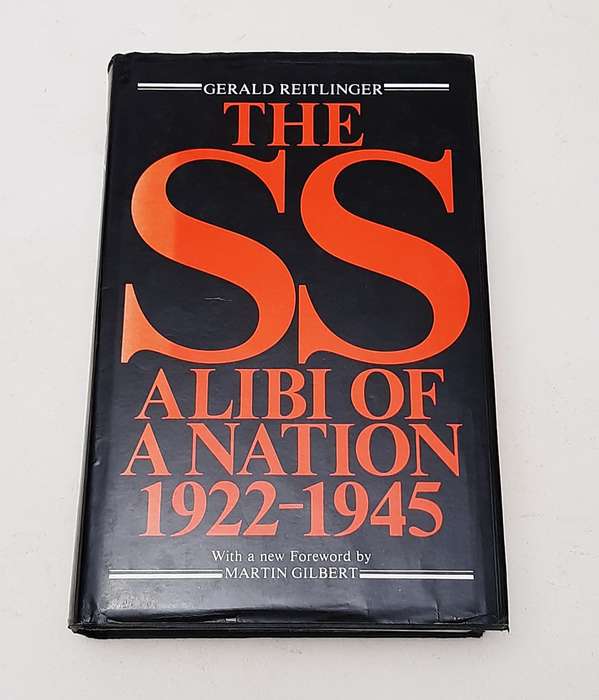 GERALD REITLINGER
THE
SS
ALIBI OF
A NATION
1922-1945
With a new Foreword by
MARTIN GILBERT